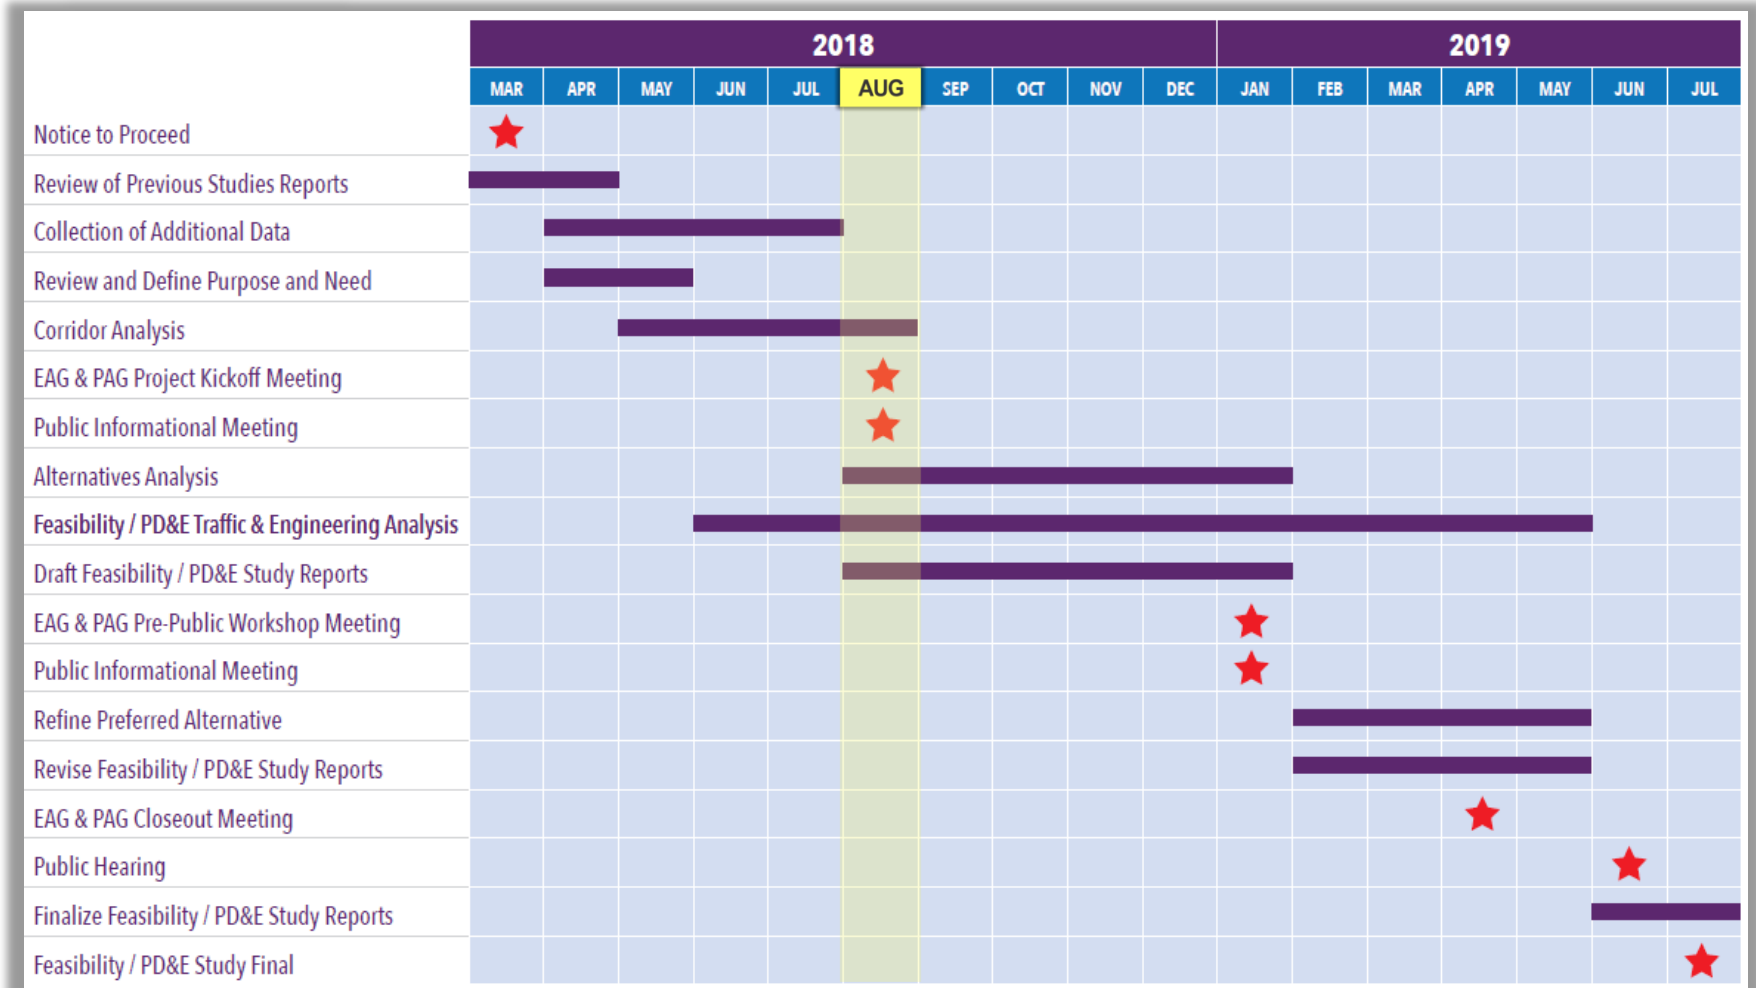 2018 2019
MAR APR MAY JUN JUL AUG SEP OCT NOV DEC JAN FEB MAR APR MAY JUN JUL
Notice to Proceed
Review of Previous Studies Reports
Collection of Additional Data
Review and Define Purpose and Need
Corridor Analysis
EAG & PAG Project Kickoff Meeting
Public Informational Meeting
Alternatives Analysis
Feasibility / PD&E Traffic & Engineering Analysis
Draft Feasibility / PD&E Study Reports
EAG & PAG Pre-Public Workshop Meeting
Public Informational Meeting
Refine Preferred Alternative
Revise Feasibility / PD&E Study Reports
EAG & PAG Closeout Meeting
Public Hearing
Finalize Feasibility / PD&E Study Reports
Feasibility / PD&E Study Final